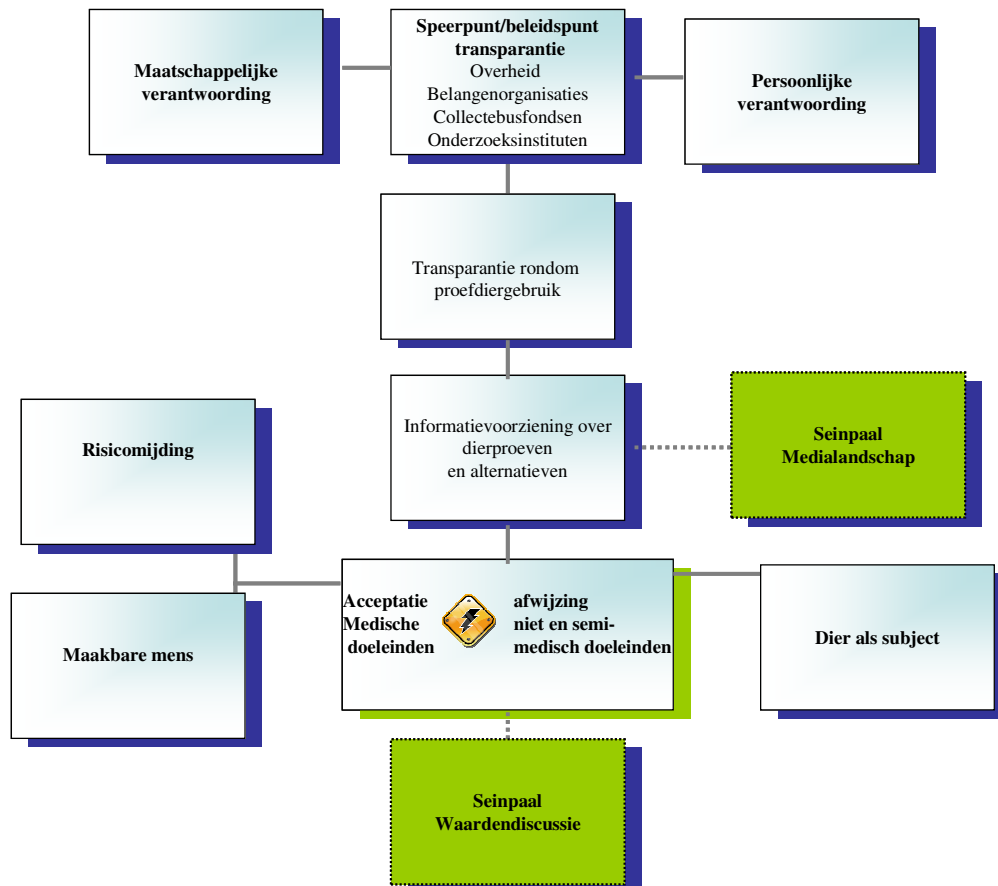 Speerpunt/beleidspunt
transparantie
Overheid
Belangenorganisaties
Collectebusfondsen
Onderzoeksinstituten
Maatschappelijke
verantwoording
Persoonlijke
verantwoording
Transparantie rondom
proefdiergebruik
Informatievoorziening over
dierproeven
en alternatieven
Seinpaal
Medialandschap
Risicomijding
Maakbare mens
Acceptatie
Medische
doeleinden
afwijzing
niet en semi-
medisch doeleinden
Dier als subject
Seinpaal
Waardendiscussie